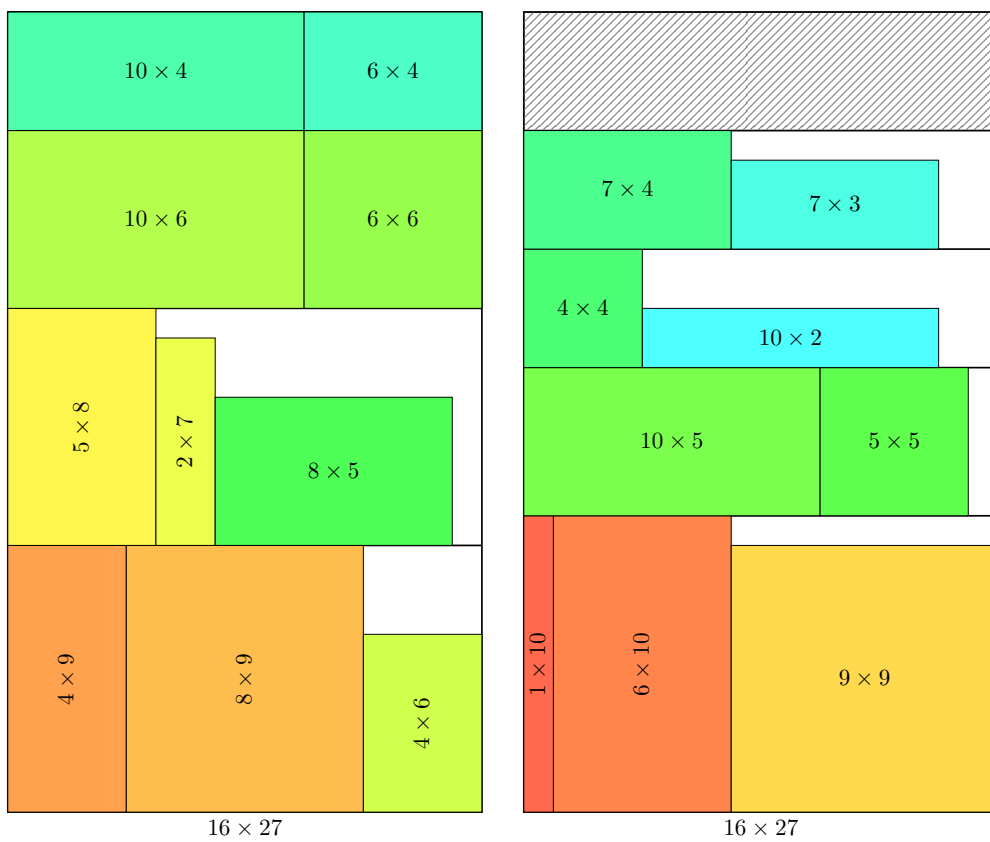 10 × 4
6 × 4
10 × 6
6 × 6
5 × 8
2 × 7
8 × 5
4 × 9
8 × 9
4 × 6
16 × 27
7 × 4
7 × 3
4 × 4
10 × 2
10 × 5
5 × 5
1 × 10
6 × 10
9 × 9
16 × 27